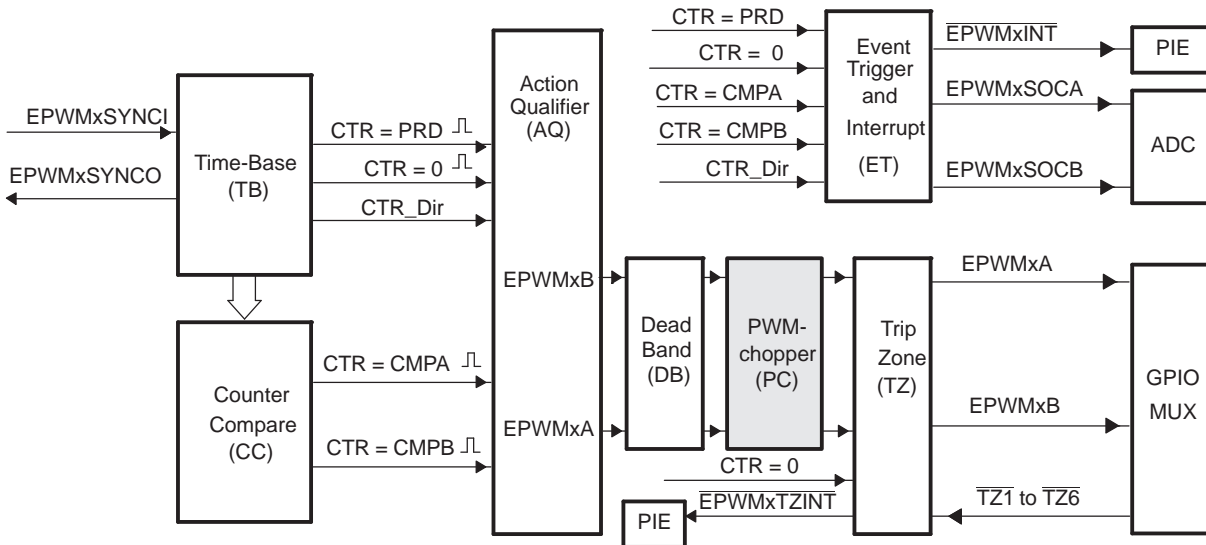 EPWMxSYNCI
EPWMxSYNCO
Time-Base
(TB)
CTR = PRD
CTR = 0
CTR_Dir
Counter
Compare
(CC)
CTR = CMPA
CTR = CMPB
Action
Qualifier
(AQ)
EPWMxB
EPWMxA
CTR = PRD
CTR = 0
CTR = CMPA
CTR = CMPB
CTR_Dir
Event
Trigger
and
Interrupt
(ET)
EPWMxINT
EPWMxSOCA
EPWMxSOCB
PIE
ADC
Dead
Band
(DB)
PWM-
chopper
(PC)
Trip
Zone
(TZ)
CTR = 0
EPWMxTZINT
PIE
EPWMxA
EPWMxB
TZ1 to TZ6
GPIO
MUX